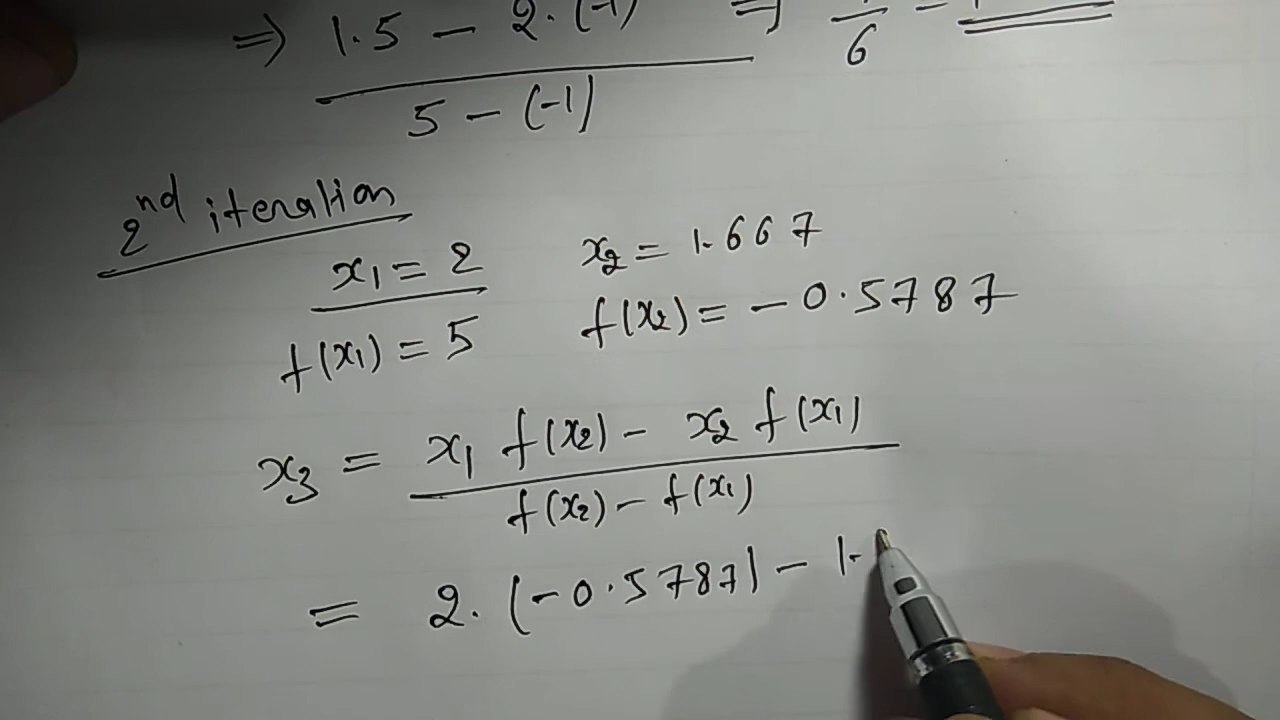 ⇒ 1.5 - 2.(-1) ⇒
5 - (-1) 6
2nd iteration
x1 = 2 x2 = 1.667
f(x1) = 5 f(x2) = -0.5787
x3 = x1 f(x2) - x2 f(x1)
f(x2) - f(x1)
= 2.(-0.5787) - 1.